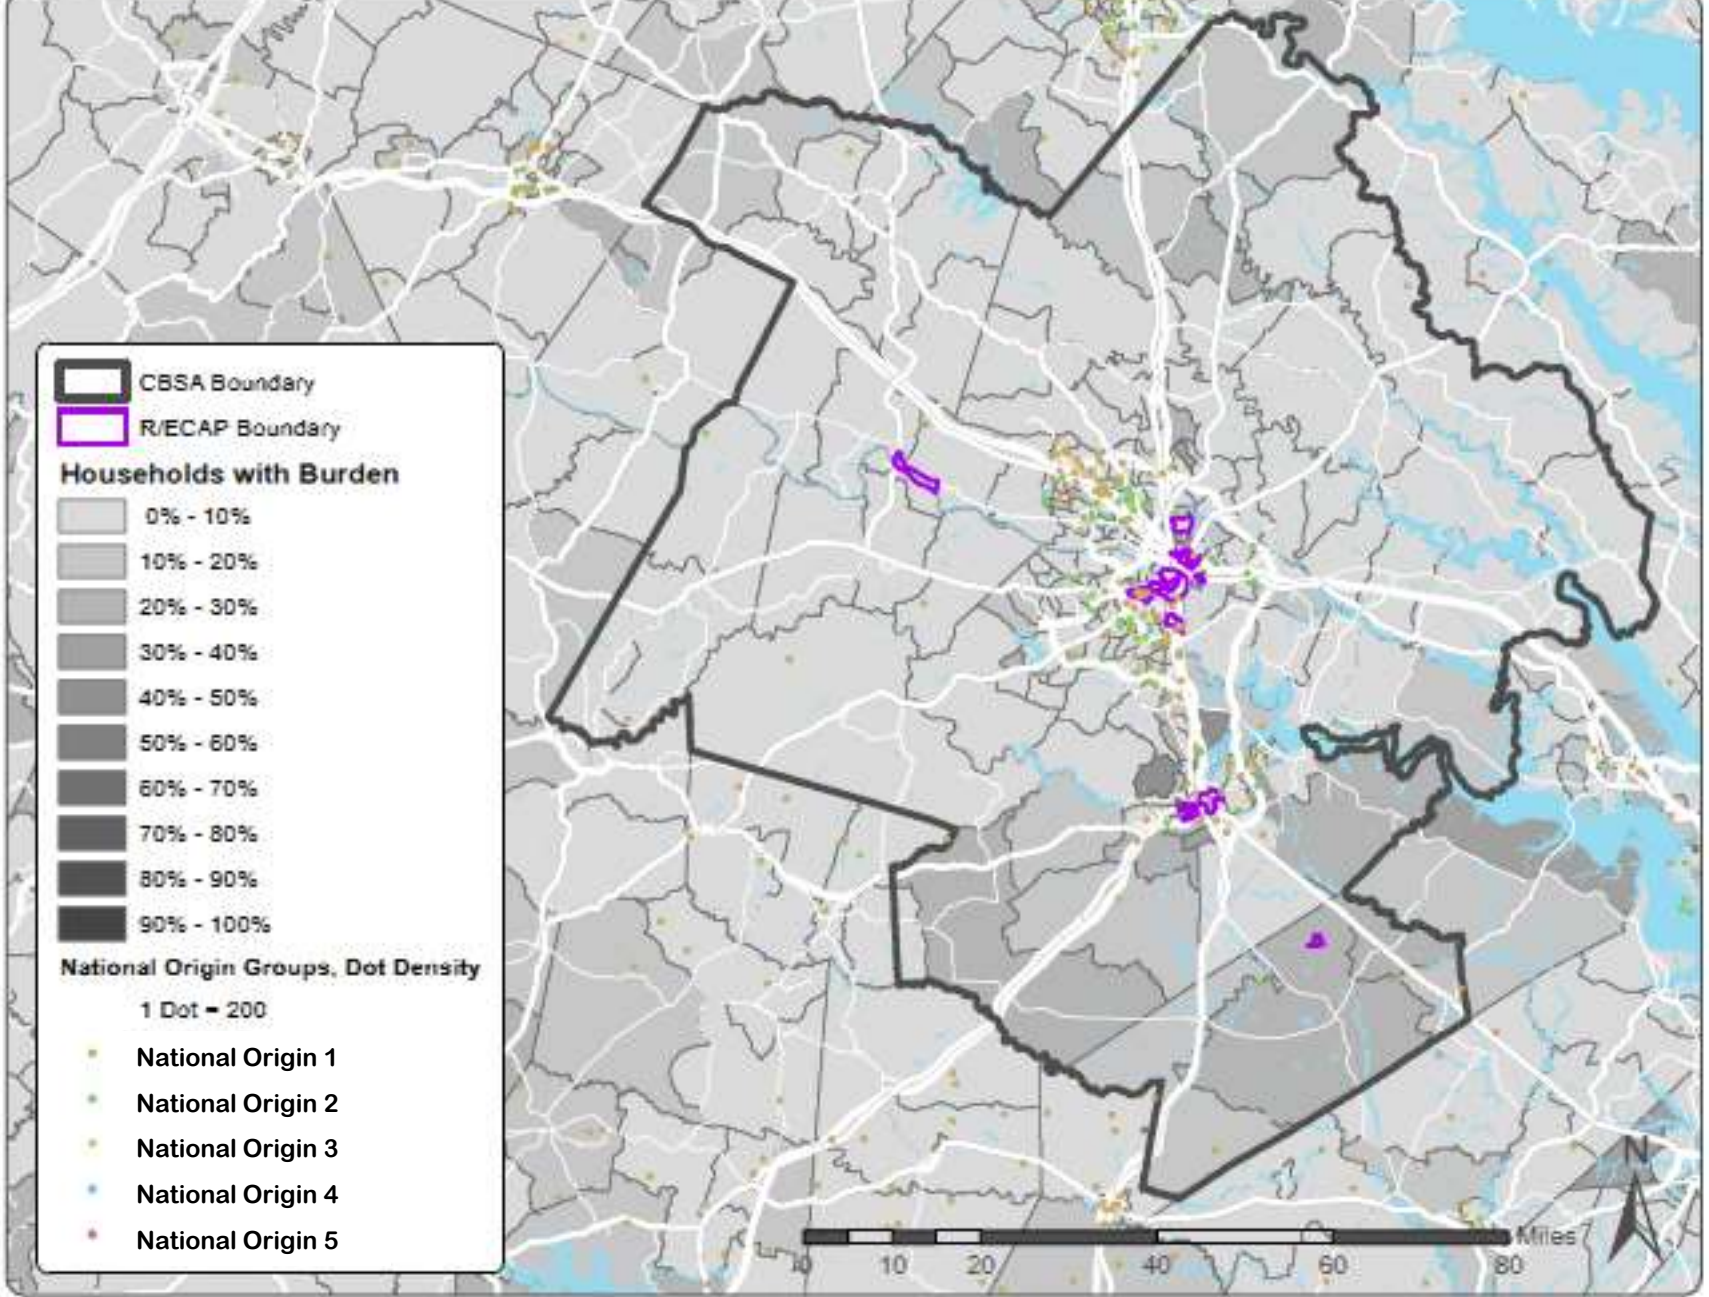 CBSA Boundary
R/ECAP Boundary
Households with Burden
0% - 10%
10% - 20%
20% - 30%
30% - 40%
40% - 50%
50% - 60%
60% - 70%
70% - 80%
80% - 90%
90% - 100%
National Origin Groups, Dot Density
1 Dot = 200
National Origin 1
National Origin 2
National Origin 3
National Origin 4
National Origin 5
N
Miles
0 10 20 40 60 80